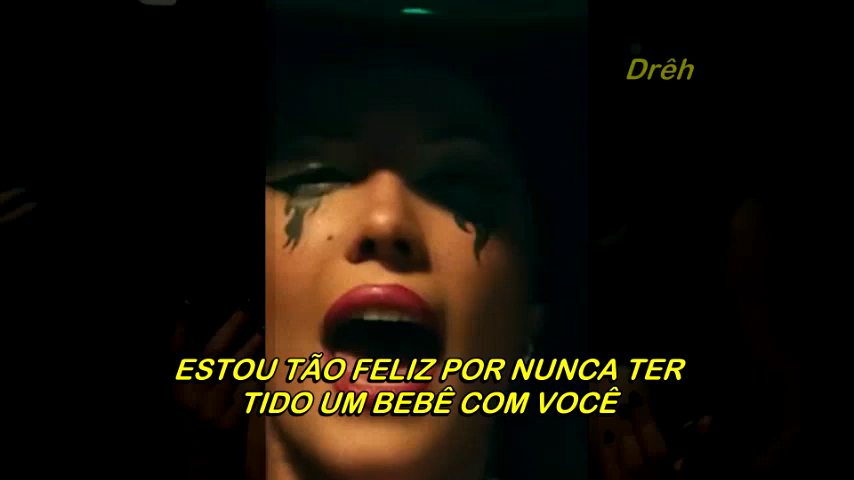 Drêh
ESTOU TÃO FELIZ POR NUNCA TER
TIDO UM BEBÊ COM VOCÊ